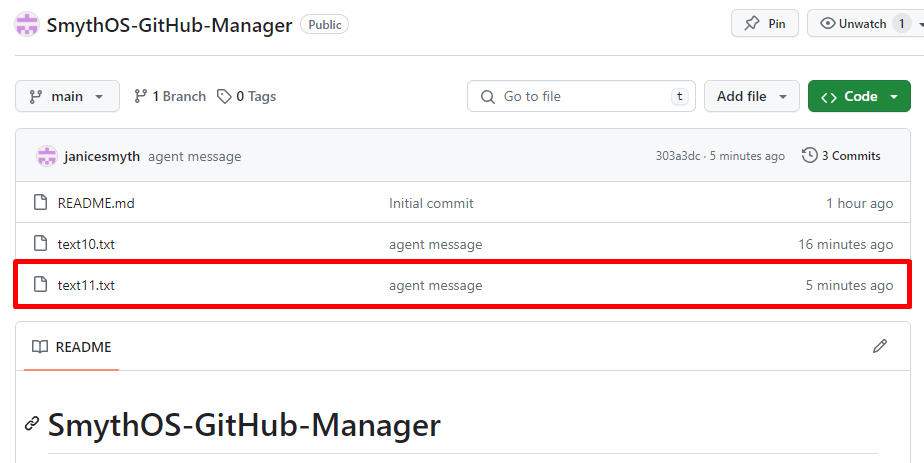 SmythOS-GitHub-Manager Public Pin Unwatch 1
main 1 Branch 0 Tags Go to file t Add file Code
janicesmyth agent message 303a3dc · 5 minutes ago 3 Commits
README.md Initial commit 1 hour ago
text10.txt agent message 16 minutes ago
text11.txt agent message 5 minutes ago
README
SmythOS-GitHub-Manager